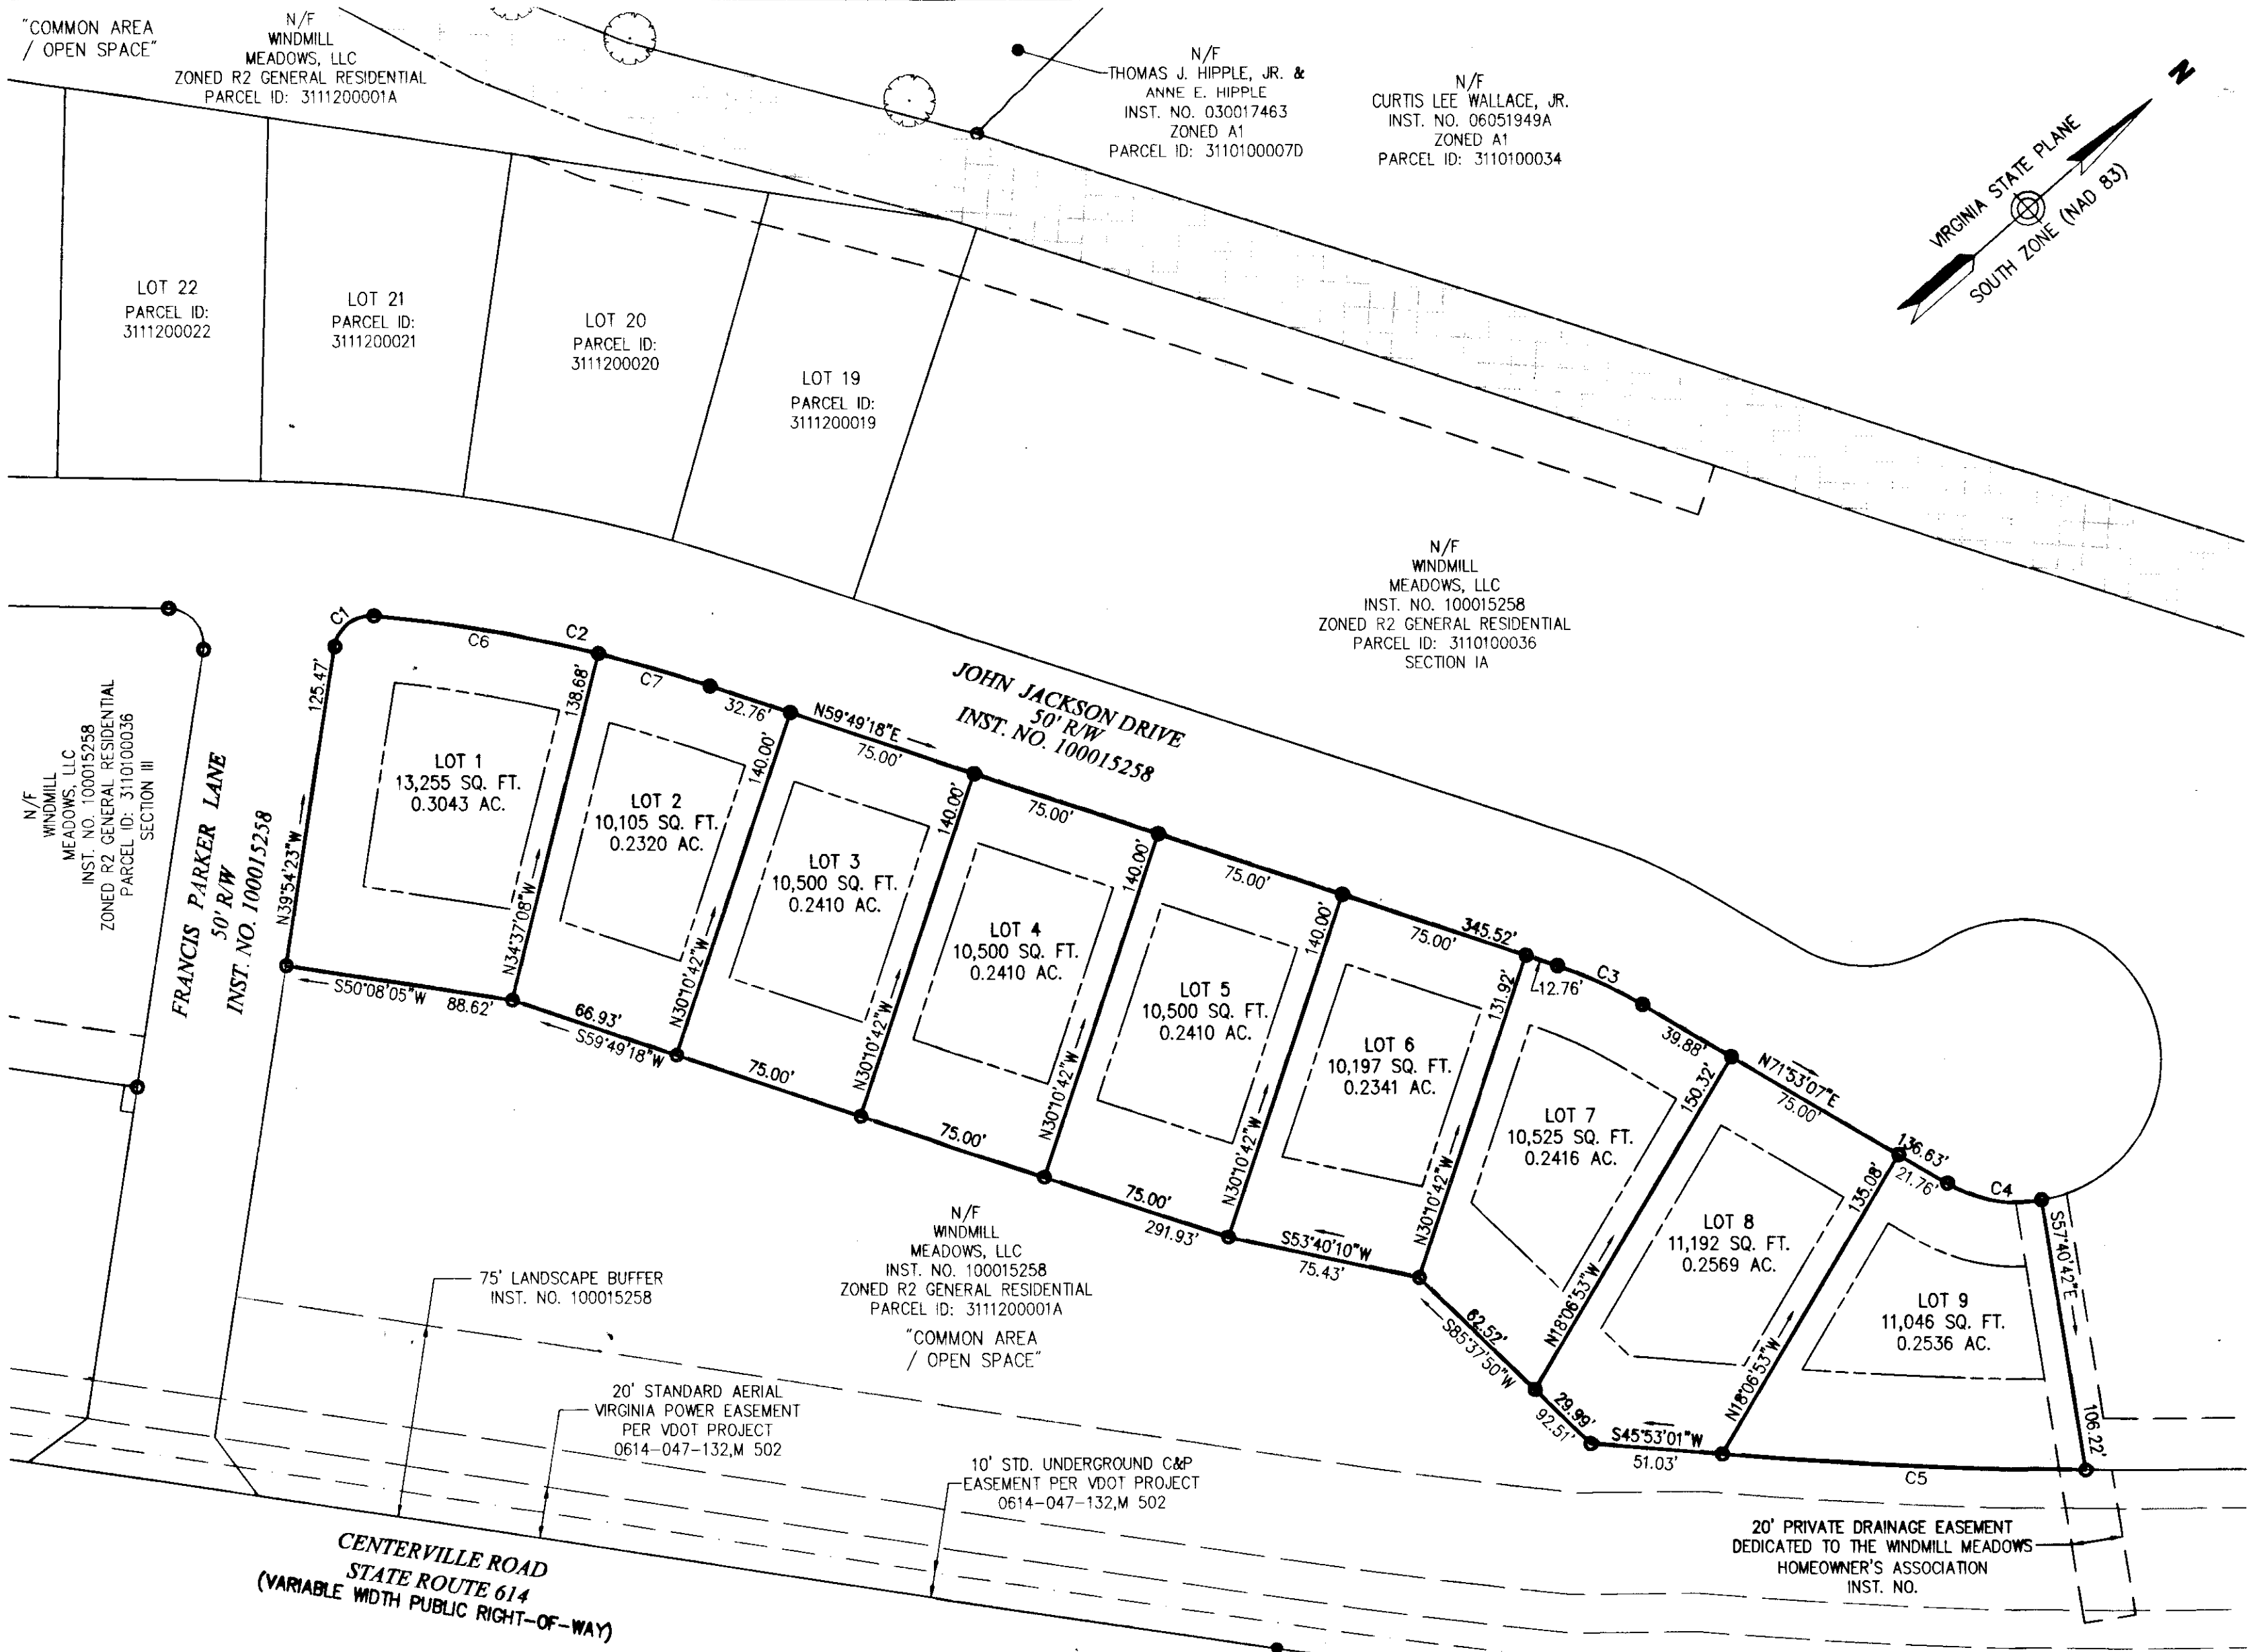 "COMMON AREA
/ OPEN SPACE"
N/F
WINDMILL
MEADOWS, LLC
ZONED R2 GENERAL RESIDENTIAL
PARCEL ID: 3111200001A
N/F
THOMAS J. HIPPLE, JR. &
ANNE E. HIPPLE
INST. NO. 030017463
ZONED A1
PARCEL ID: 3110100007D
N/F
CURTIS LEE WALLACE, JR.
INST. NO. 06051949A
ZONED A1
PARCEL ID: 3110100034
N
VIRGINIA STATE PLANE
SOUTH ZONE (NAD 83)
LOT 22
PARCEL ID:
3111200022
LOT 21
PARCEL ID:
3111200021
LOT 20
PARCEL ID:
3111200020
LOT 19
PARCEL ID:
3111200019
N/F
WINDMILL
MEADOWS, LLC
INST. NO. 100015258
ZONED R2 GENERAL RESIDENTIAL
PARCEL ID: 3110100036
SECTION IA
JOHN JACKSON DRIVE
50' R/W
INST. NO. 100015258
N/F
WINDMILL
MEADOWS, LLC
INST. NO. 100015258
ZONED R2 GENERAL RESIDENTIAL
PARCEL ID: 3110100036
SECTION III
FRANCIS PARKER LANE
50' R/W
INST. NO. 100015258
N39°54'23"W
125.47'
C1
C6
C2
C7
32.76'
N59°49'18"E
75.00'
75.00'
75.00'
75.00'
345.52'
12.76'
C3
39.88'
N71°53'07"E
75.00'
136.63'
21.76'
C4
S57°40'42"E
106.22'
LOT 1
13,255 SQ. FT.
0.3043 AC.
138.68'
N34°37'08"W
LOT 2
10,105 SQ. FT.
0.2320 AC.
140.00'
N30°10'42"W
LOT 3
10,500 SQ. FT.
0.2410 AC.
140.00'
N30°10'42"W
LOT 4
10,500 SQ. FT.
0.2410 AC.
140.00'
N30°10'42"W
LOT 5
10,500 SQ. FT.
0.2410 AC.
140.00'
N30°10'42"W
LOT 6
10,197 SQ. FT.
0.2341 AC.
131.92'
N30°10'42"W
LOT 7
10,525 SQ. FT.
0.2416 AC.
150.32'
N18°06'53"W
LOT 8
11,192 SQ. FT.
0.2569 AC.
135.08'
N18°06'53"W
LOT 9
11,046 SQ. FT.
0.2536 AC.
S50°08'05"W
88.62'
66.93'
S59°49'18"W
75.00'
75.00'
75.00'
291.93'
S53°40'10"W
75.43'
62.52'
S85°37'50"W
29.99'
92.51'
S45°53'01"W
51.03'
C5
N/F
WINDMILL
MEADOWS, LLC
INST. NO. 100015258
ZONED R2 GENERAL RESIDENTIAL
PARCEL ID: 3111200001A
"COMMON AREA
/ OPEN SPACE"
75' LANDSCAPE BUFFER
INST. NO. 100015258
20' STANDARD AERIAL
VIRGINIA POWER EASEMENT
PER VDOT PROJECT
0614-047-132,M 502
10' STD. UNDERGROUND C&P
EASEMENT PER VDOT PROJECT
0614-047-132,M 502
20' PRIVATE DRAINAGE EASEMENT
DEDICATED TO THE WINDMILL MEADOWS
HOMEOWNER'S ASSOCIATION
INST. NO.
CENTERVILLE ROAD
STATE ROUTE 614
(VARIABLE WIDTH PUBLIC RIGHT-OF-WAY)